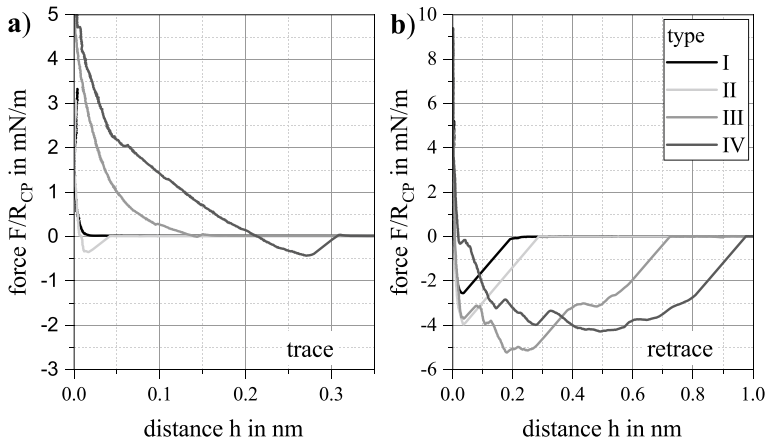 a)
force F/R_CP in mN/m
5
4
3
2
1
0
-1
-2
-3
0.0
0.1
0.2
0.3
trace
distance h in nm
b)
force F/R_CP in mN/m
10
8
6
4
2
0
-2
-4
-6
0.0
0.2
0.4
0.6
0.8
1.0
type
I
II
III
IV
retrace
distance h in nm